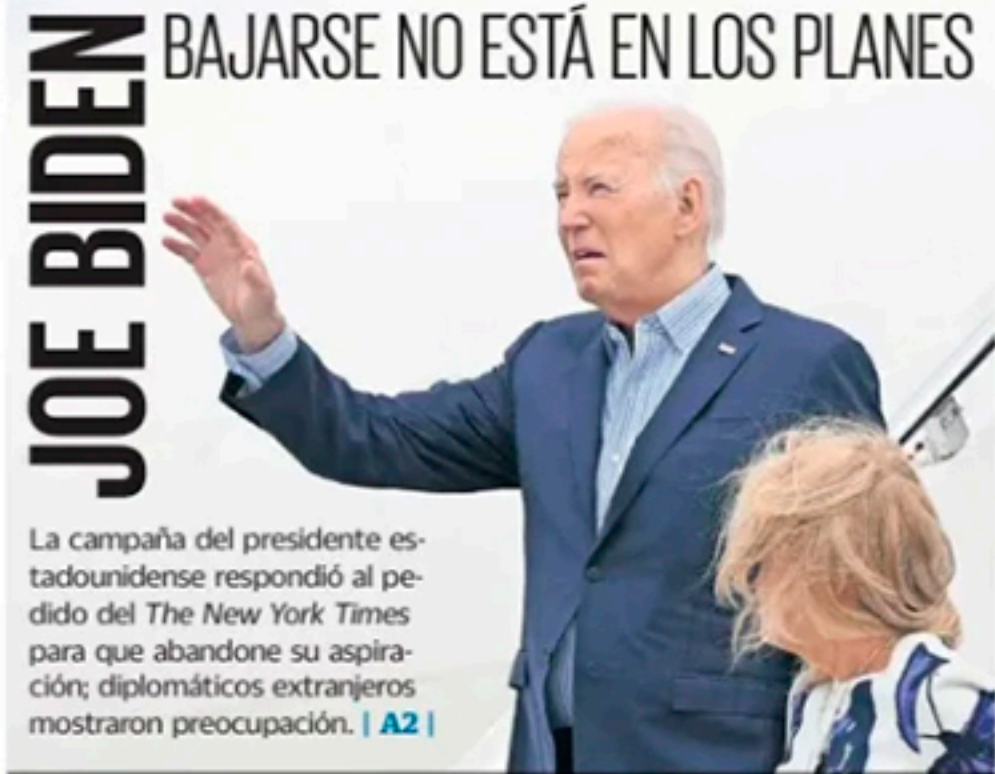 JOE BIDEN
BAJARSE NO ESTÁ EN LOS PLANES
La campaña del presidente es-
tadounidense respondió al pe-
dido del The New York Times
para que abandone su aspira-
ción; diplomáticos extranjeros
mostraron preocupación. | A2 |